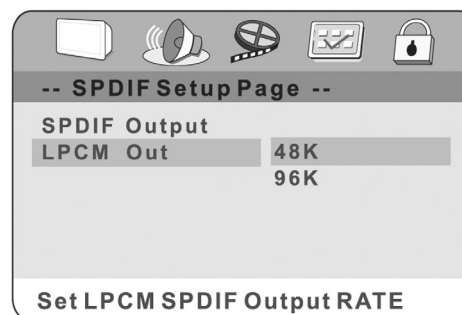 -- SPDIF Setup Page --
SPDIF Output
LPCM Out 48K
96K
Set LPCM SPDIF Output RATE